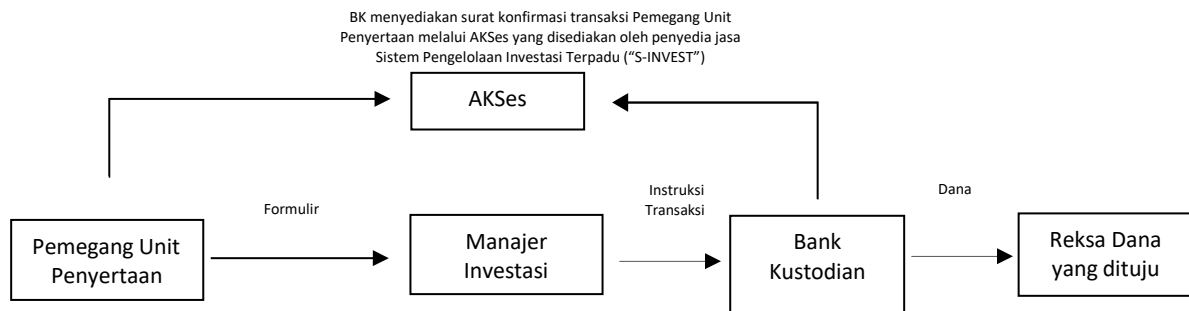 BK menyediakan surat konfirmasi transaksi Pemegang Unit
Penyertaan melalui AKSes yang disediakan oleh penyedia jasa
Sistem Pengelolaan Investasi Terpadu (“S-INVEST”)
AKSes
Formulir
Instruksi
Transaksi
Dana
Pemegang Unit
Penyertaan
Manajer
Investasi
Bank
Kustodian
Reksa Dana
yang dituju